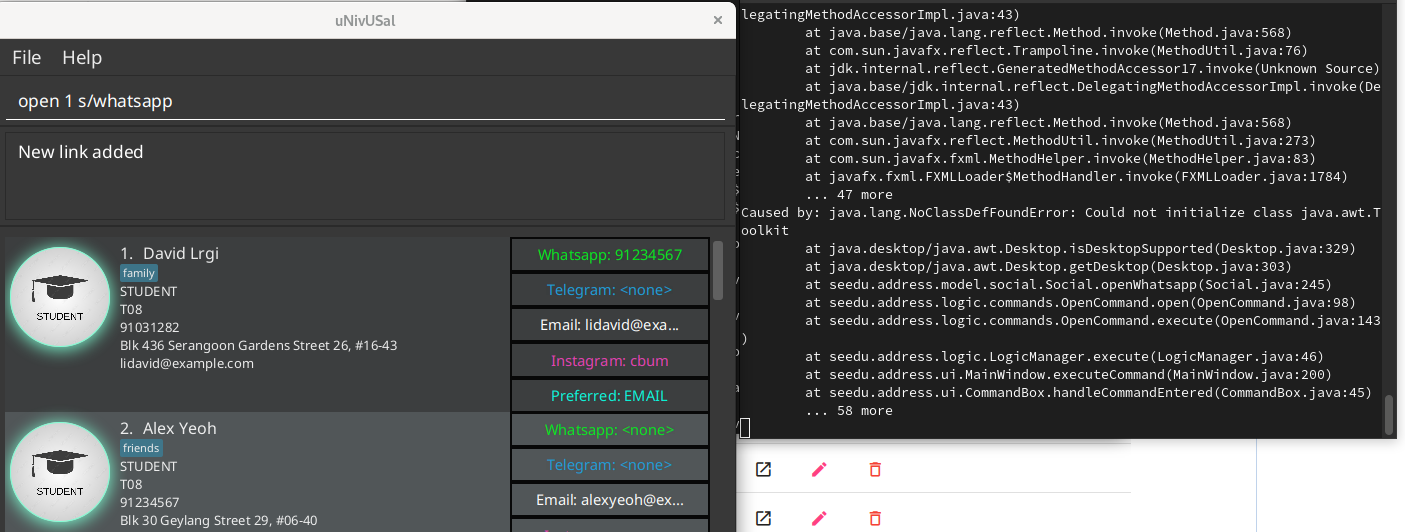 uNivUSal
×
File Help
open 1 s/whatsapp
New link added
1. David Lrgi
family
STUDENT
T08
91031282
Blk 436 Serangoon Gardens Street 26, #16-43
lidavid@example.com
STUDENT
Whatsapp: 91234567
Telegram: <none>
Email: lidavid@exa...
Instagram: cbum
Preferred: EMAIL
2. Alex Yeoh
friends
STUDENT
T08
91234567
Blk 30 Geylang Street 29, #06-40
STUDENT
Whatsapp: <none>
Telegram: <none>
Email: alexyeoh@ex...
legatingMethodAccessorImpl.java:43)
at java.base/java.lang.reflect.Method.invoke(Method.java:568)
at com.sun.javafx.reflect.Trampoline.invoke(MethodUtil.java:76)
at jdk.internal.reflect.GeneratedMethodAccessor17.invoke(Unknown Source)
at java.base/jdk.internal.reflect.DelegatingMethodAccessorImpl.invoke(De
legatingMethodAccessorImpl.java:43)
at java.base/java.lang.reflect.Method.invoke(Method.java:568)
at com.sun.javafx.reflect.MethodUtil.invoke(MethodUtil.java:273)
at com.sun.javafx.fxml.MethodHelper.invoke(MethodHelper.java:83)
at javafx.fxml.FXMLLoader$MethodHandler.invoke(FXMLLoader.java:1784)
... 47 more
Caused by: java.lang.NoClassDefFoundError: Could not initialize class java.awt.T
oolkit
at java.desktop/java.awt.Desktop.isDesktopSupported(Desktop.java:329)
at java.desktop/java.awt.Desktop.getDesktop(Desktop.java:303)
at seedu.address.model.social.Social.openWhatsapp(Social.java:245)
at seedu.address.logic.commands.OpenCommand.open(OpenCommand.java:98)
at seedu.address.logic.commands.OpenCommand.execute(OpenCommand.java:143
)
at seedu.address.logic.LogicManager.execute(LogicManager.java:46)
at seedu.address.ui.MainWindow.executeCommand(MainWindow.java:200)
at seedu.address.ui.CommandBox.handleCommandEntered(CommandBox.java:45)
... 58 more